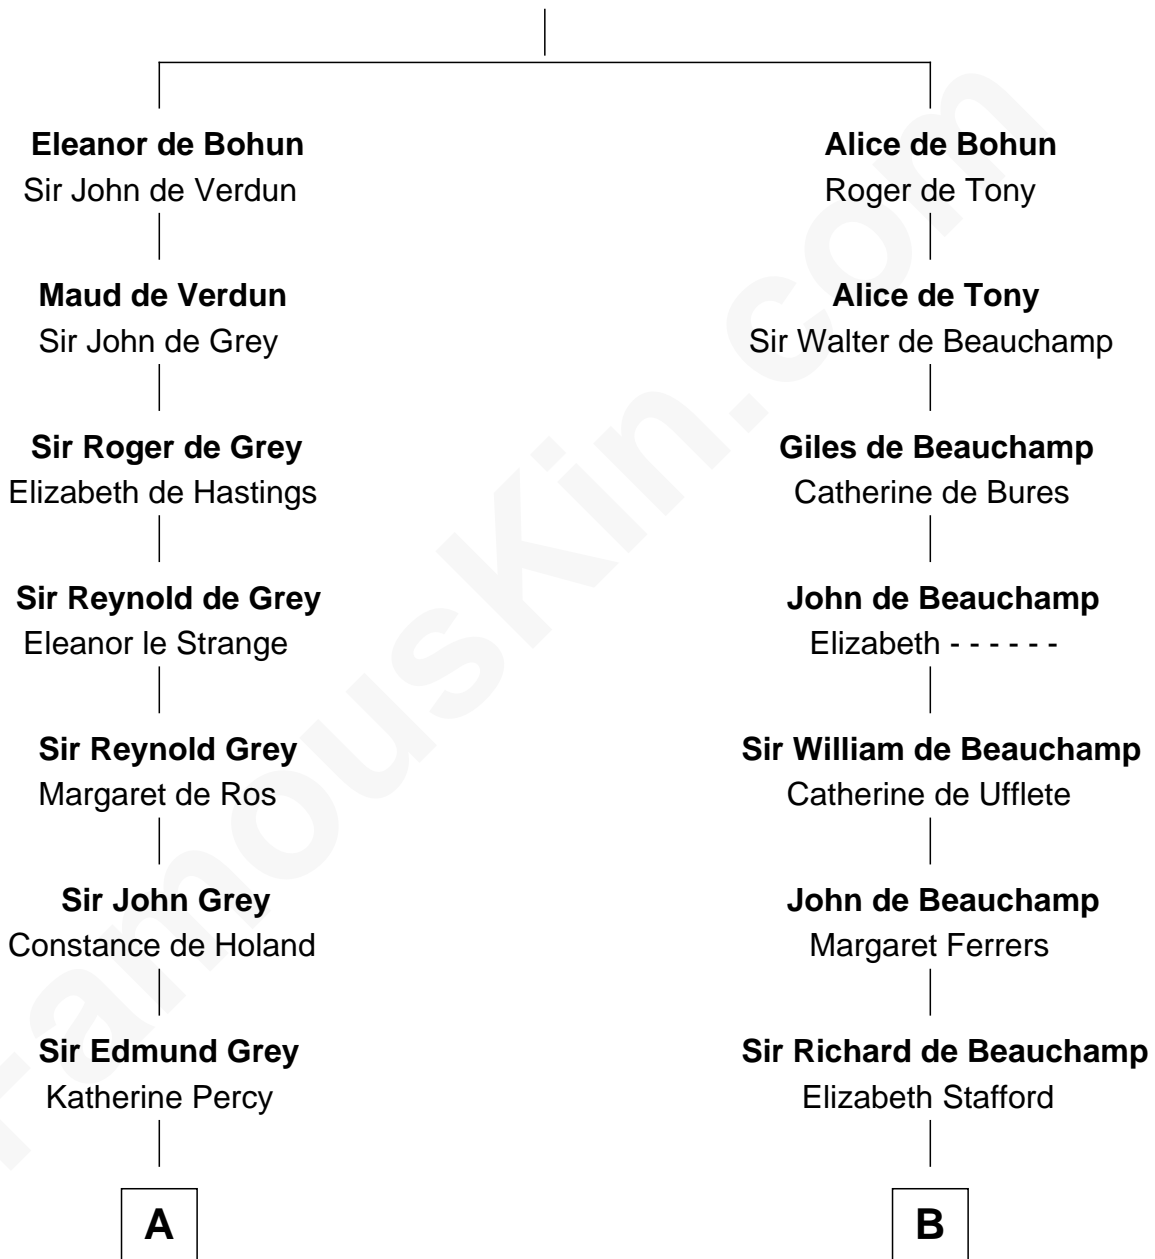 Eleanor de Bohun
Sir John de Verdun
Maud de Verdun
Sir John de Grey
Sir Roger de Grey
Elizabeth de Hastings
Sir Reynold de Grey
Eleanor le Strange
Sir Reynold Grey
Margaret de Ros
Sir John Grey
Constance de Holand
Sir Edmund Grey
Katherine Percy
A
Alice de Bohun
Roger de Tony
Alice de Tony
Sir Walter de Beauchamp
Giles de Beauchamp
Catherine de Bures
John de Beauchamp
Elizabeth - - - - - -
Sir William de Beauchamp
Catherine de Ufflete
John de Beauchamp
Margaret Ferrers
Sir Richard de Beauchamp
Elizabeth Stafford
B
FamousKin.com